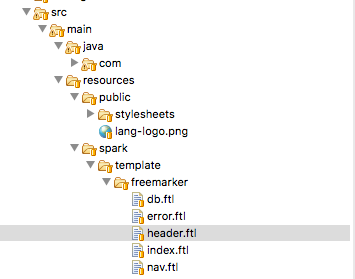 src
main
java
com
resources
public
stylesheets
lang-logo.png
spark
template
freemarker
db.ftl
error.ftl
header.ftl
index.ftl
nav.ftl